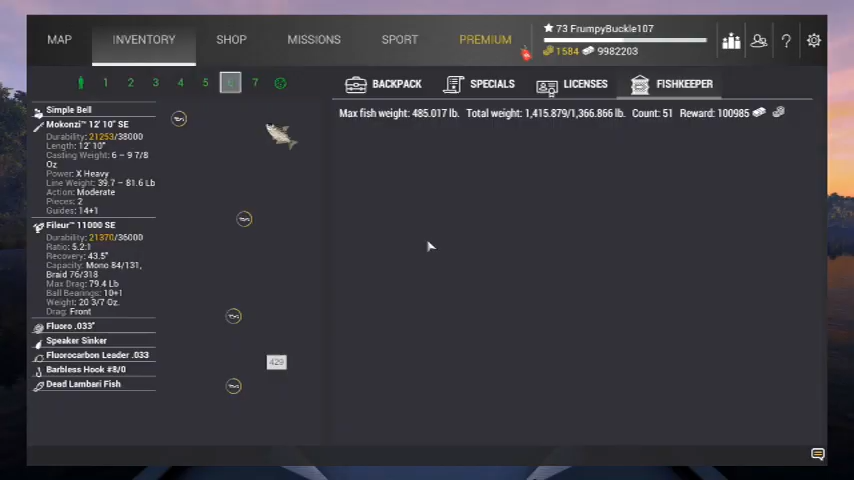 MAP INVENTORY SHOP MISSIONS SPORT PREMIUM
73 FrumpyBuckle107
1584 9982203
?
1 2 3 4 5 6 7
BACKPACK SPECIALS LICENSES FISHKEEPER
Max fish weight: 485.017 lb. Total weight: 1,415.879/1,366.866 lb. Count: 51 Reward: 100985
Simple Bell
Mokonzi™ 12' 10" SE
Durability: 21253/38000
Length: 12' 10"
Casting Weight: 6 – 9 7/8
Oz
Power: X Heavy
Line Weight: 39.7 – 81.6 Lb
Action: Moderate
Pieces: 2
Guides: 14+1
Fileur™ 11000 SE
Durability: 21370/36000
Ratio: 5.2:1
Recovery: 43.5"
Capacity: Mono 84/131,
Braid 76/318
Max Drag: 79.4 Lb
Ball Bearings: 10+1
Weight: 20 3/7 Oz.
Drag: Front
Fluoro .033"
Speaker Sinker
Fluorocarbon Leader .033
Barbless Hook #8/0
Dead Lambari Fish
429